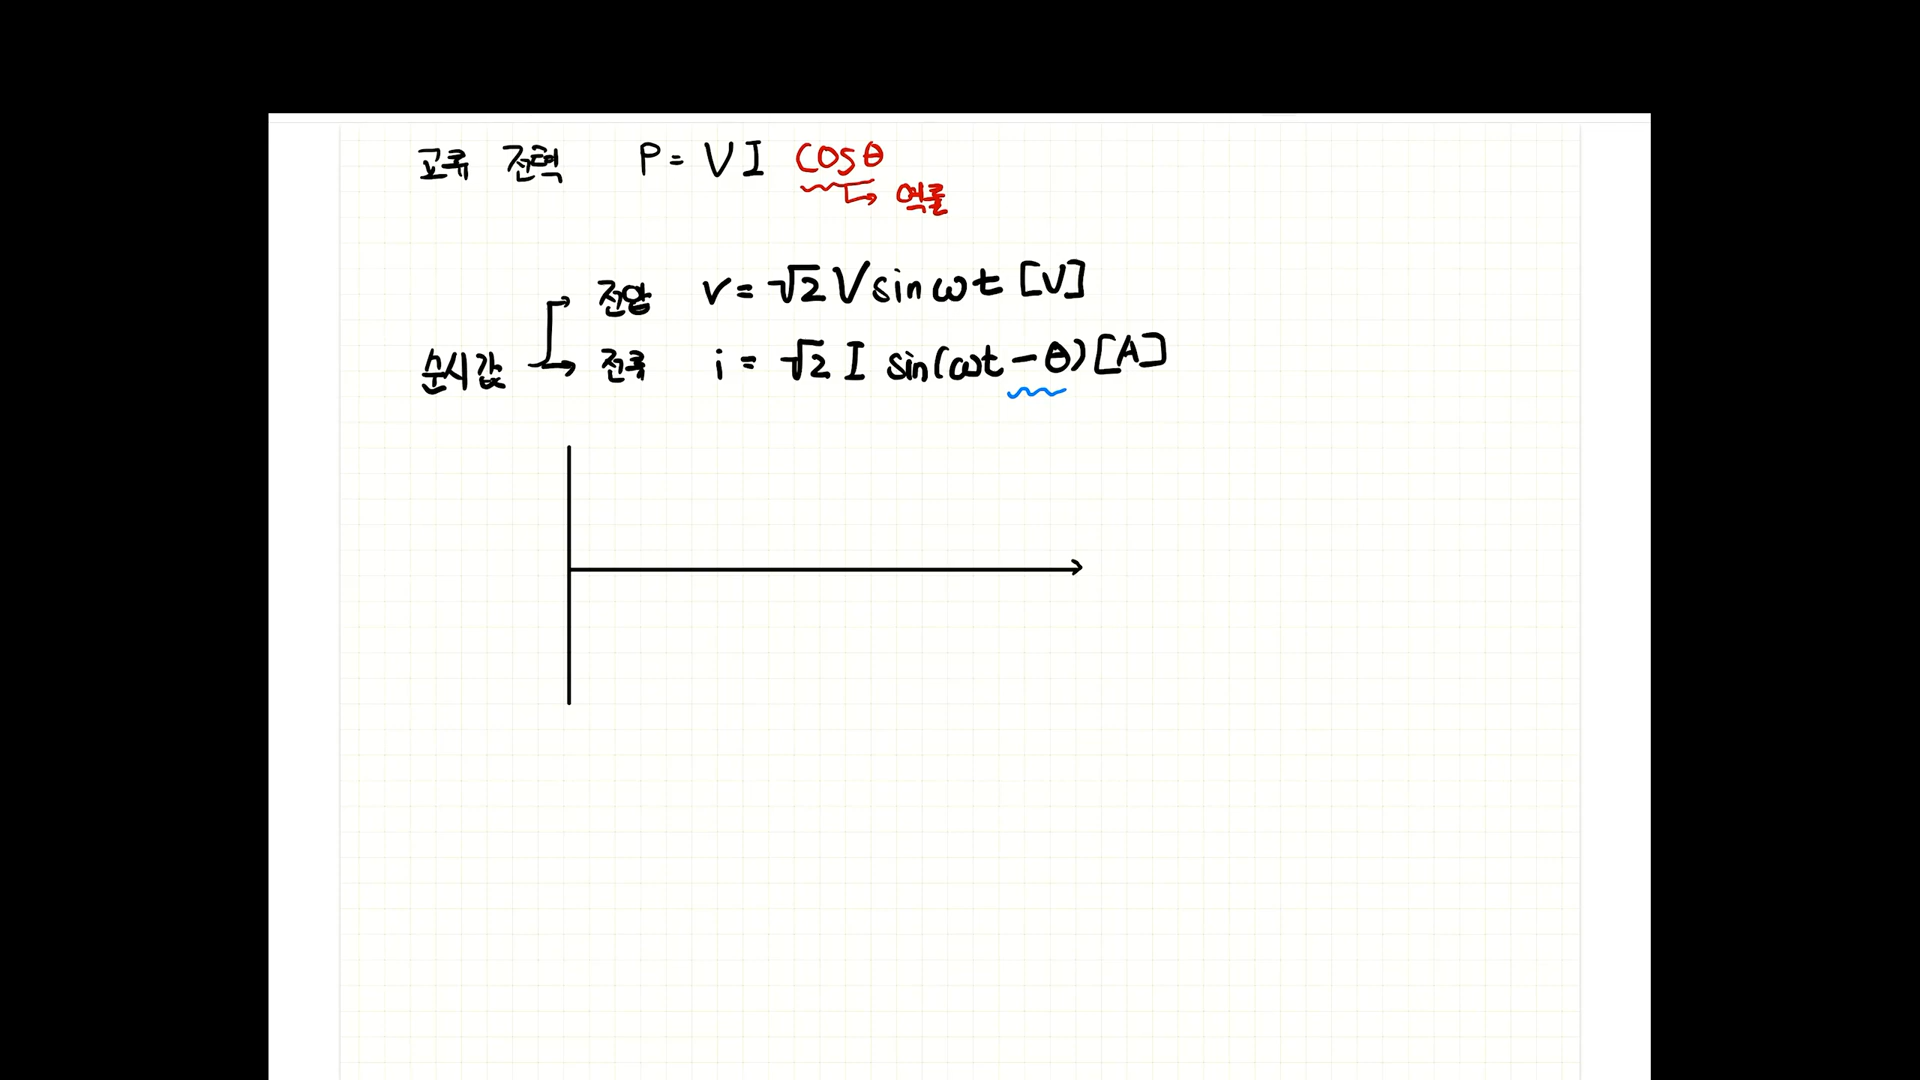 교류 전력 P = VI cosθ
역률
전압 v = √2 V sin ωt [V]
순시값 전류 i = √2 I sin(ωt - θ) [A]